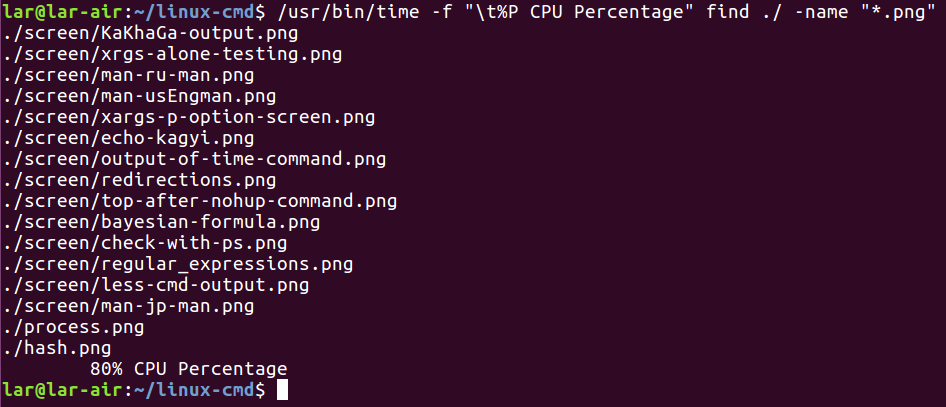 lar@lar-air:~/linux-cmd$ /usr/bin/time -f "\t%P CPU Percentage" find ./ -name "*.png"
./screen/KaKhaGa-output.png
./screen/xrgs-alone-testing.png
./screen/man-ru-man.png
./screen/man-usEngman.png
./screen/xargs-p-option-screen.png
./screen/echo-kagyi.png
./screen/output-of-time-command.png
./screen/redirections.png
./screen/top-after-nohup-command.png
./screen/bayesian-formula.png
./screen/check-with-ps.png
./screen/regular_expressions.png
./screen/less-cmd-output.png
./screen/man-jp-man.png
./process.png
./hash.png
        80% CPU Percentage
lar@lar-air:~/linux-cmd$